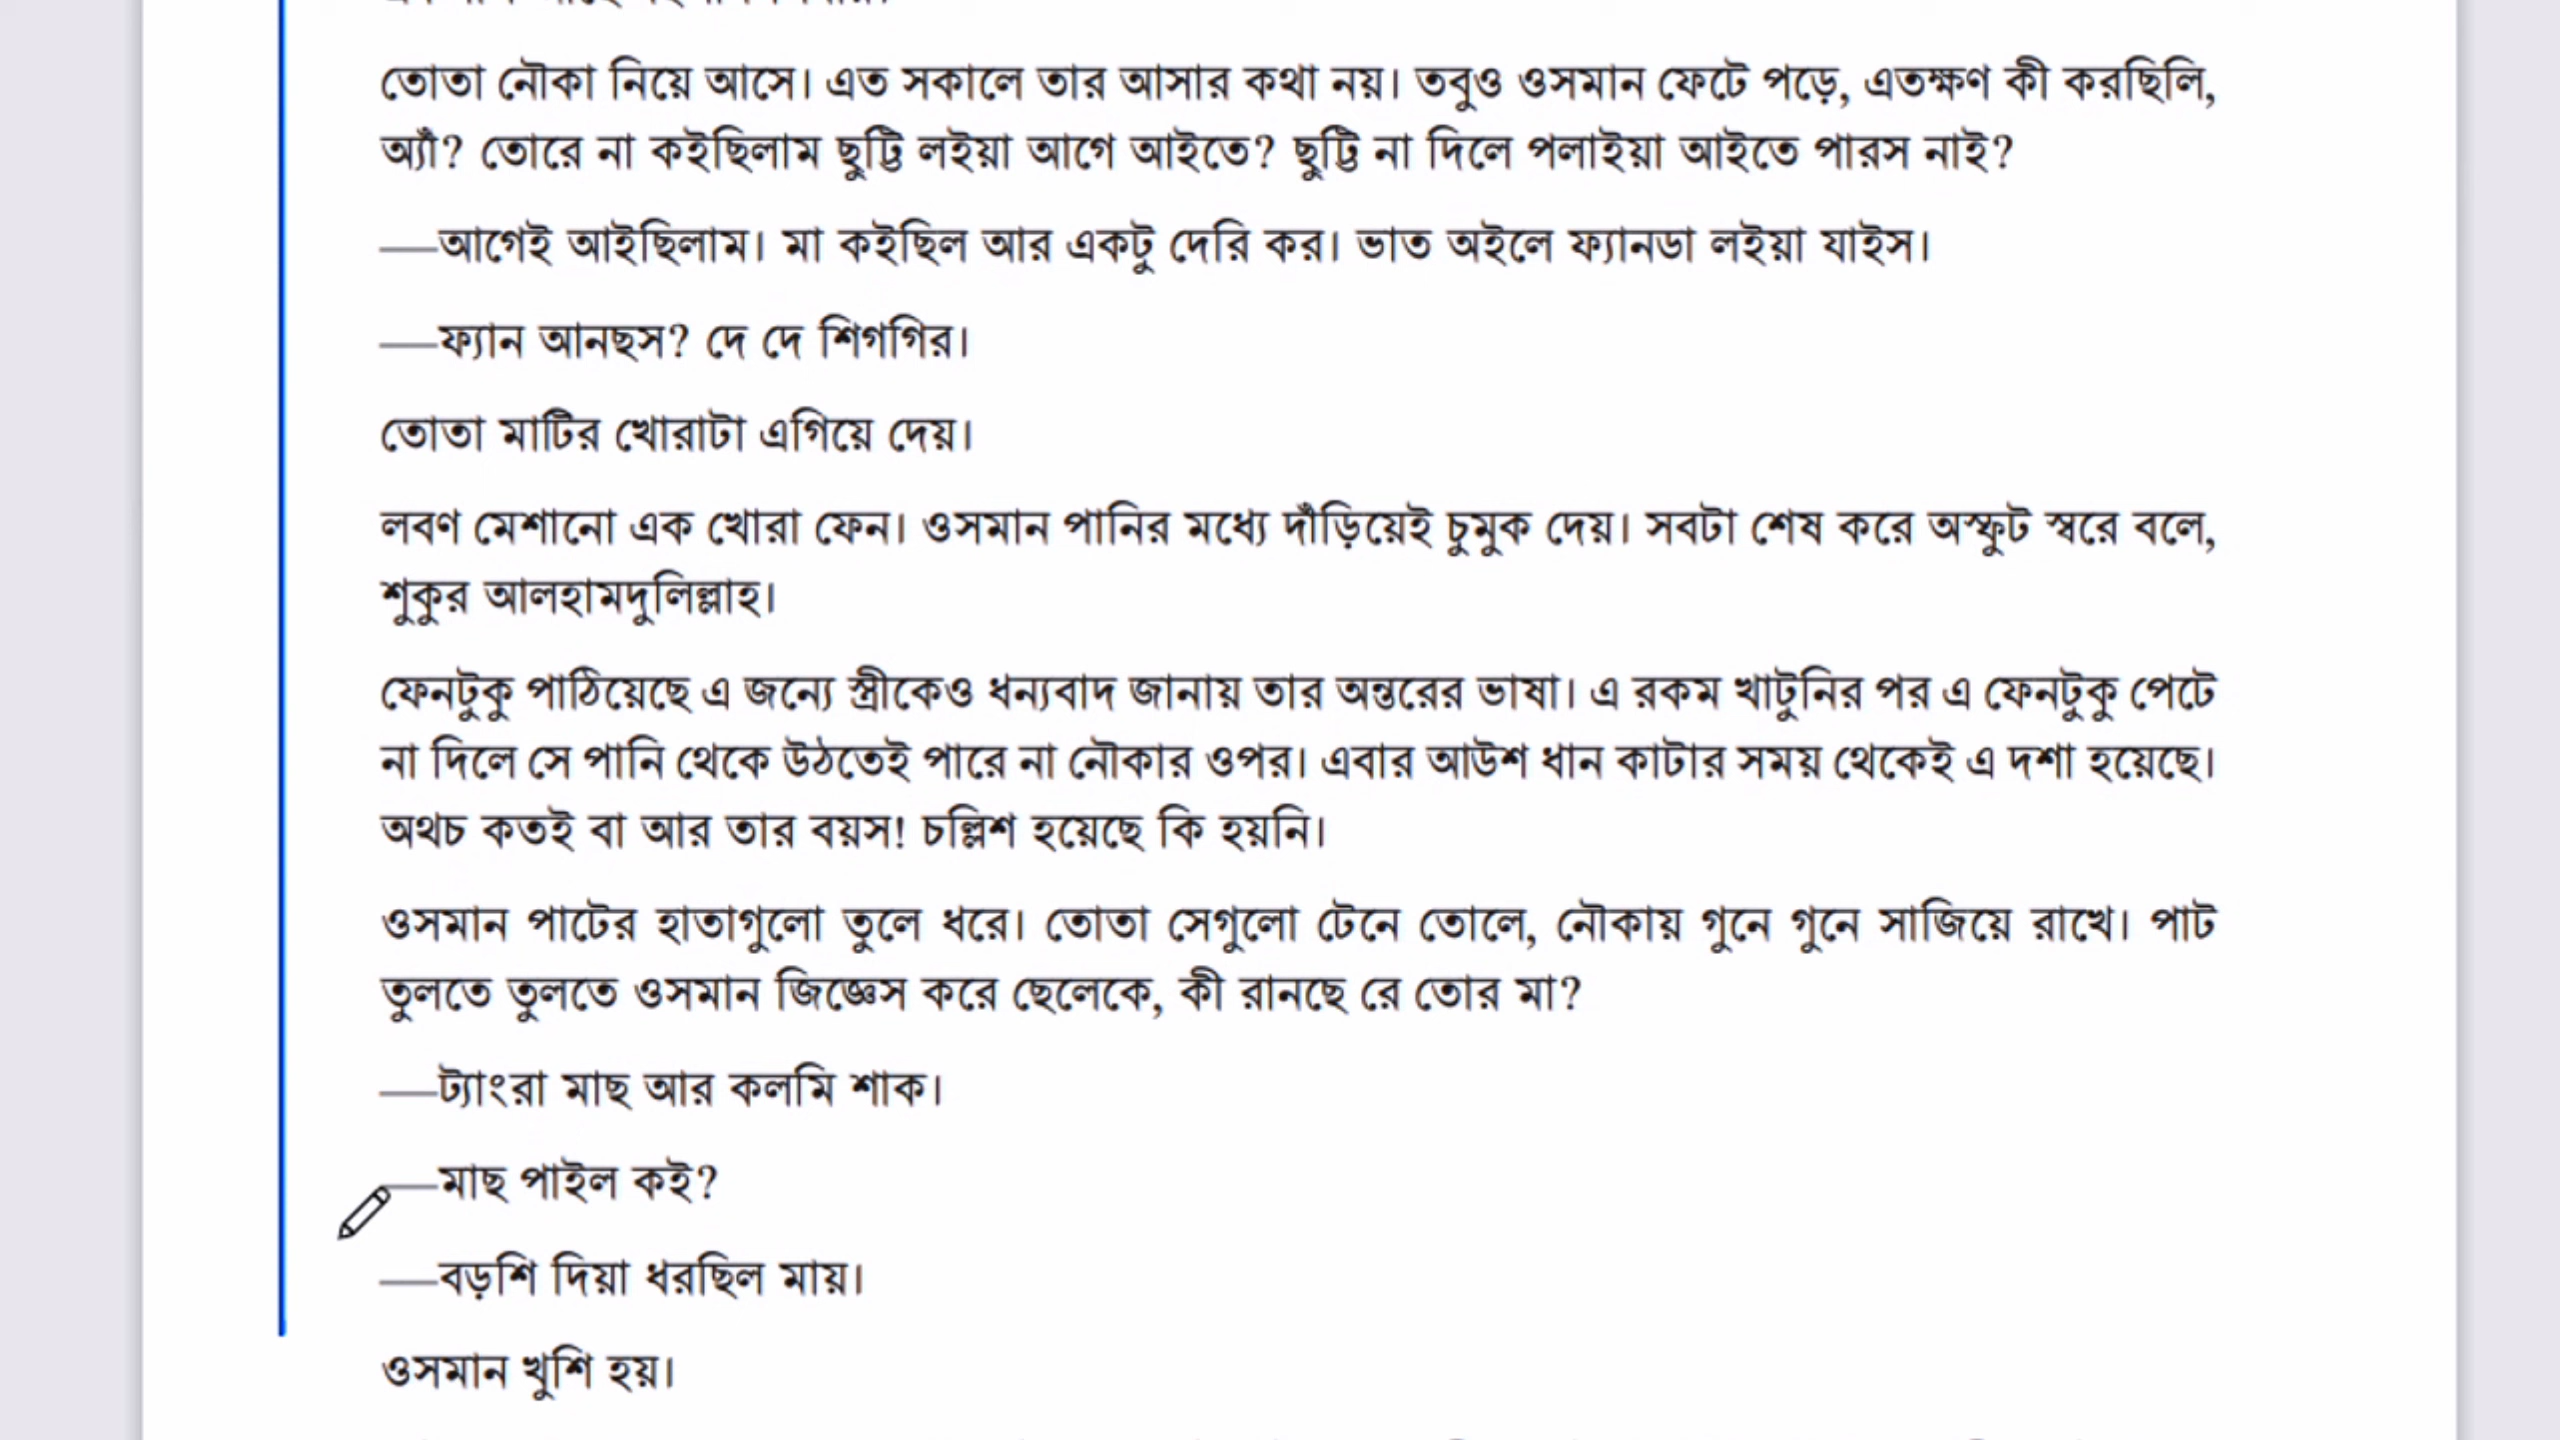 তোতা নৌকা নিয়ে আসে। এত সকালে তার আসার কথা নয়। তবুও ওসমান ফেটে পড়ে, এতক্ষণ কী করছিলি,
অ্যাঁ? তোরে না কইছিলাম ছুট্টি লইয়া আগে আইতে? ছুট্টি না দিলে পলাইয়া আইতে পারস নাই?
—আগেই আইছিলাম। মা কইছিল আর একটু দেরি কর। ভাত অইলে ফ্যানডা লইয়া যাইস।
—ফ্যান আনছস? দে দে শিগগির।
তোতা মাটির খোরাটা এগিয়ে দেয়।
লবণ মেশানো এক খোরা ফেন। ওসমান পানির মধ্যে দাঁড়িয়েই চুমুক দেয়। সবটা শেষ করে অস্ফুট স্বরে বলে,
শুকুর আলহামদুলিল্লাহ।
ফেনটুকু পাঠিয়েছে এ জন্যে স্ত্রীকেও ধন্যবাদ জানায় তার অন্তরের ভাষা। এ রকম খাটুনির পর এ ফেনটুকু পেটে
না দিলে সে পানি থেকে উঠতেই পারে না নৌকার ওপর। এবার আউশ ধান কাটার সময় থেকেই এ দশা হয়েছে।
অথচ কতই বা আর তার বয়স! চল্লিশ হয়েছে কি হয়নি।
ওসমান পাটের হাতাগুলো তুলে ধরে। তোতা সেগুলো টেনে তোলে, নৌকায় গুনে গুনে সাজিয়ে রাখে। পাট
তুলতে তুলতে ওসমান জিজ্ঞেস করে ছেলেকে, কী রানছে রে তোর মা?
—ট্যাংরা মাছ আর কলমি শাক।
—মাছ পাইল কই?
—বড়শি দিয়া ধরছিল মায়।
ওসমান খুশি হয়।